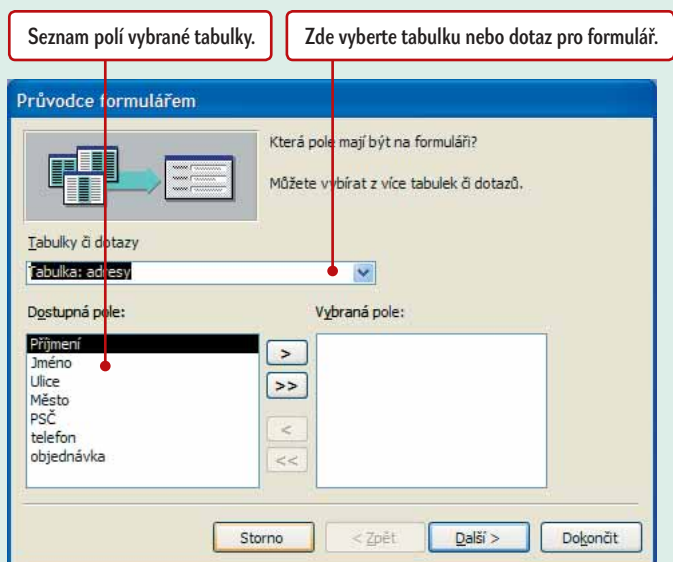 Seznam polí vybrané tabulky.
Zde vyberte tabulku nebo dotaz pro formulář.
Průvodce formulářem
Která pole mají být na formuláři?
Můžete vybírat z více tabulek či dotazů.
Tabulky či dotazy
Tabulka: adresy
Dostupná pole:
Vybraná pole:
Příjmení
Jméno
Ulice
Město
PSČ
telefon
objednávka
>
>>
<
<<
Storno
< Zpět
Další >
Dokončit